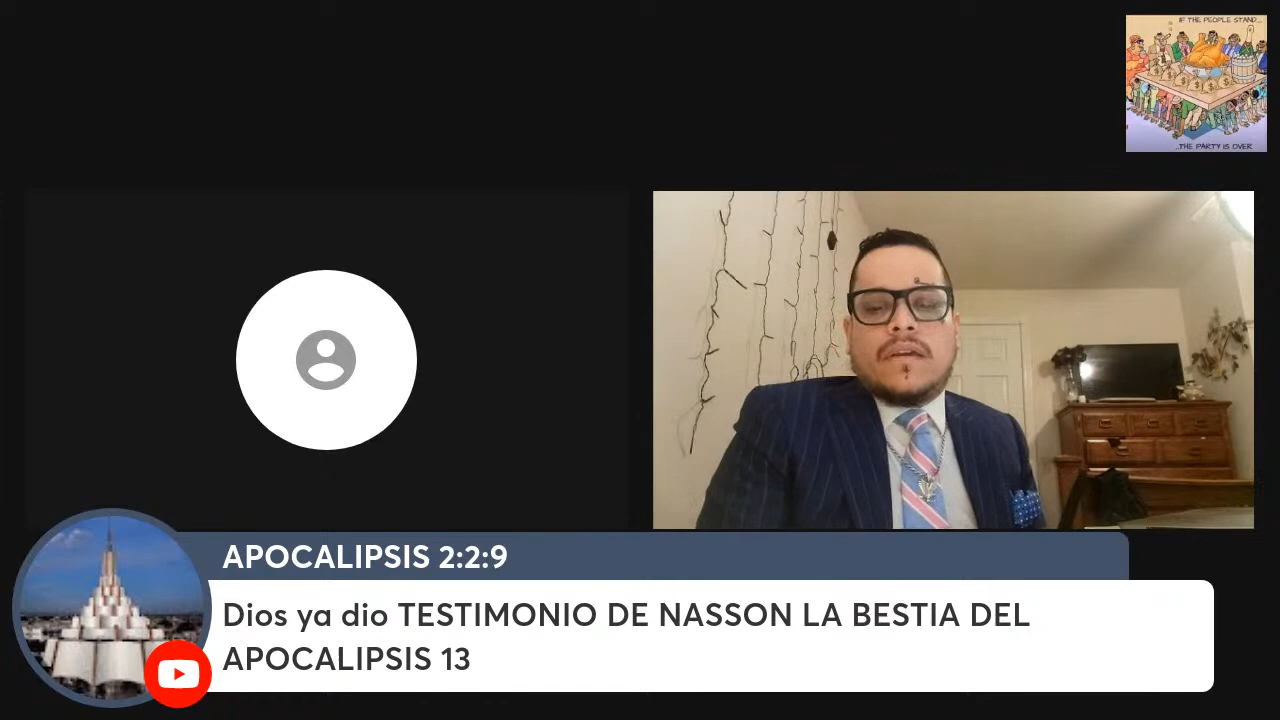 IF THE PEOPLE STAND...
...THE PARTY IS OVER
APOCALIPSIS 2:2:9
Dios ya dio TESTIMONIO DE NASSON LA BESTIA DEL
APOCALIPSIS 13